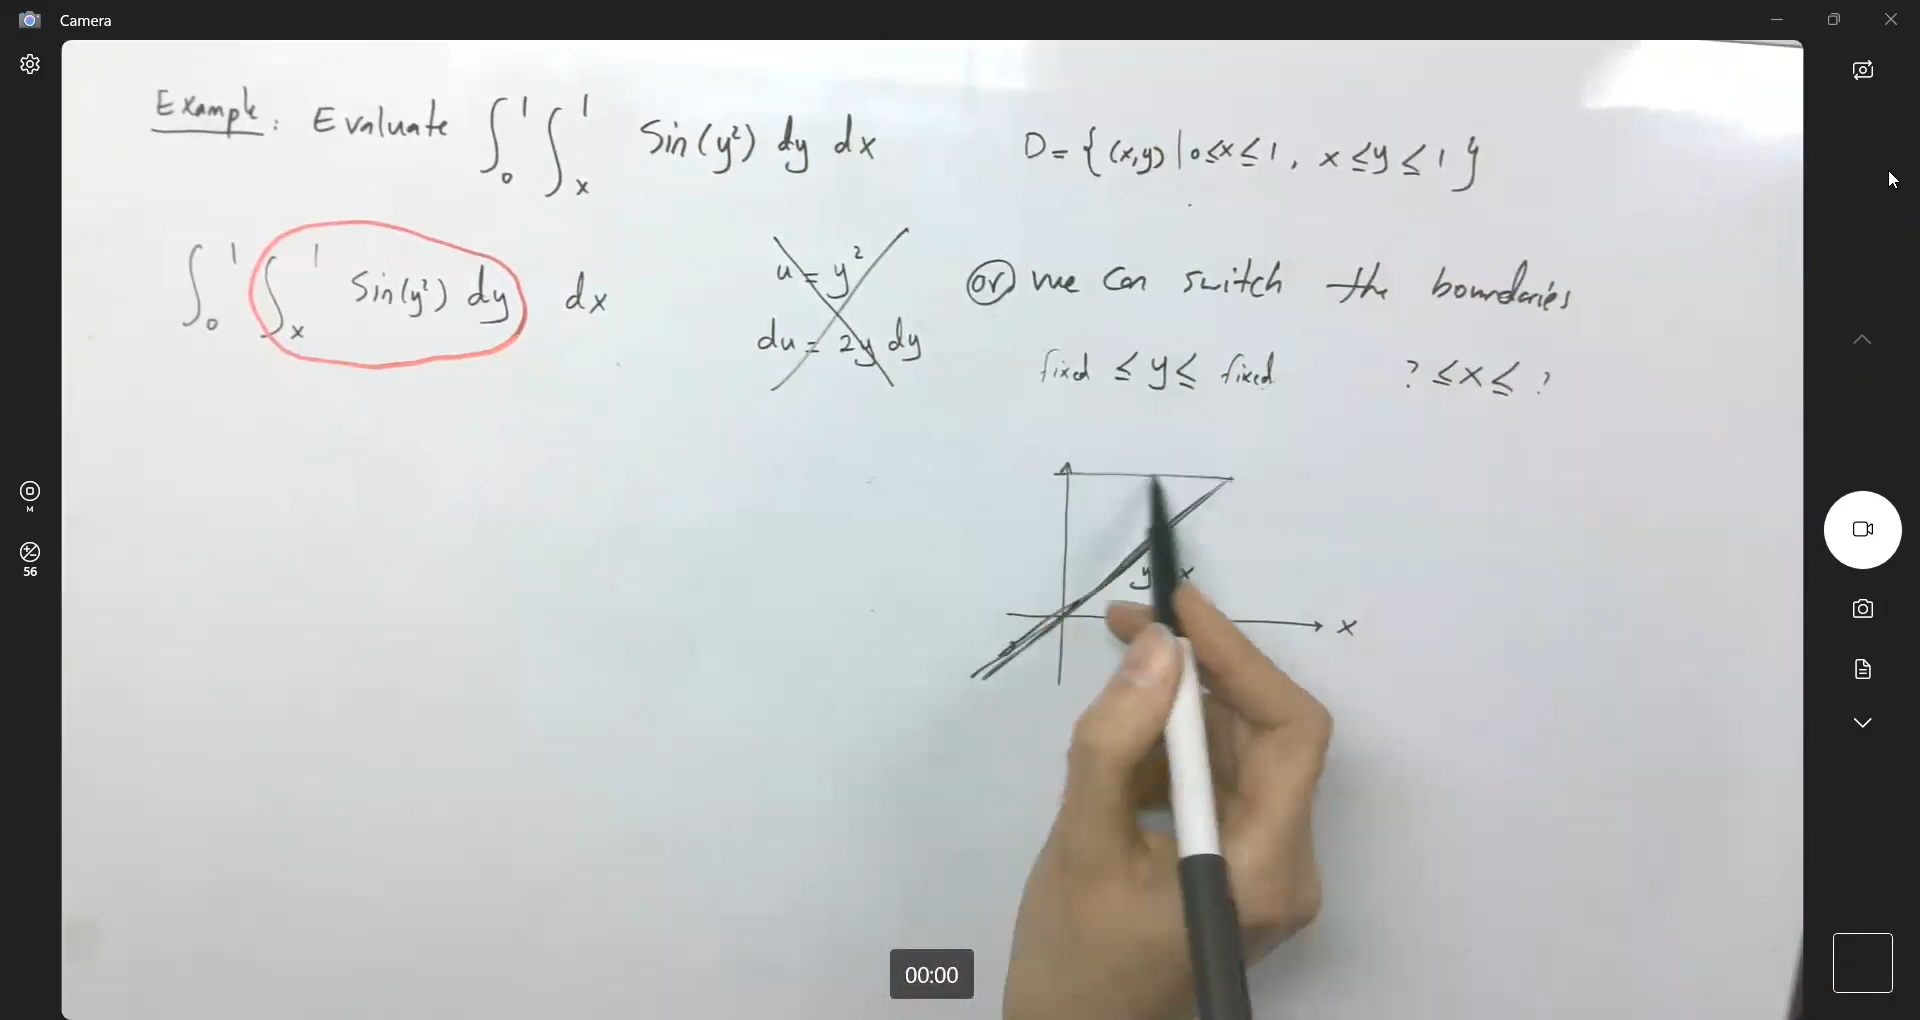 Camera
Example: Evaluate ∫₀¹ ∫ₓ¹ Sin(y²) dy dx
D = {(x,y) | 0≤x≤1, x≤y≤1}
∫₀¹ ∫ₓ¹ Sin(y²) dy dx
u = y²
du = 2y dy
or we can switch the boundaries
fixed ≤ y ≤ fixed ? ≤ x ≤ ?
y x
x
M
56
00:00